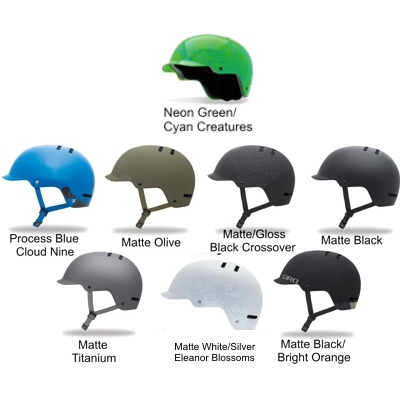 Neon Green/
Cyan Creatures
Process Blue
Cloud Nine
Matte Olive
Matte/Gloss
Black Crossover
Matte Black
Matte
Titanium
Matte White/Silver
Eleanor Blossoms
GIRO
Matte Black/
Bright Orange